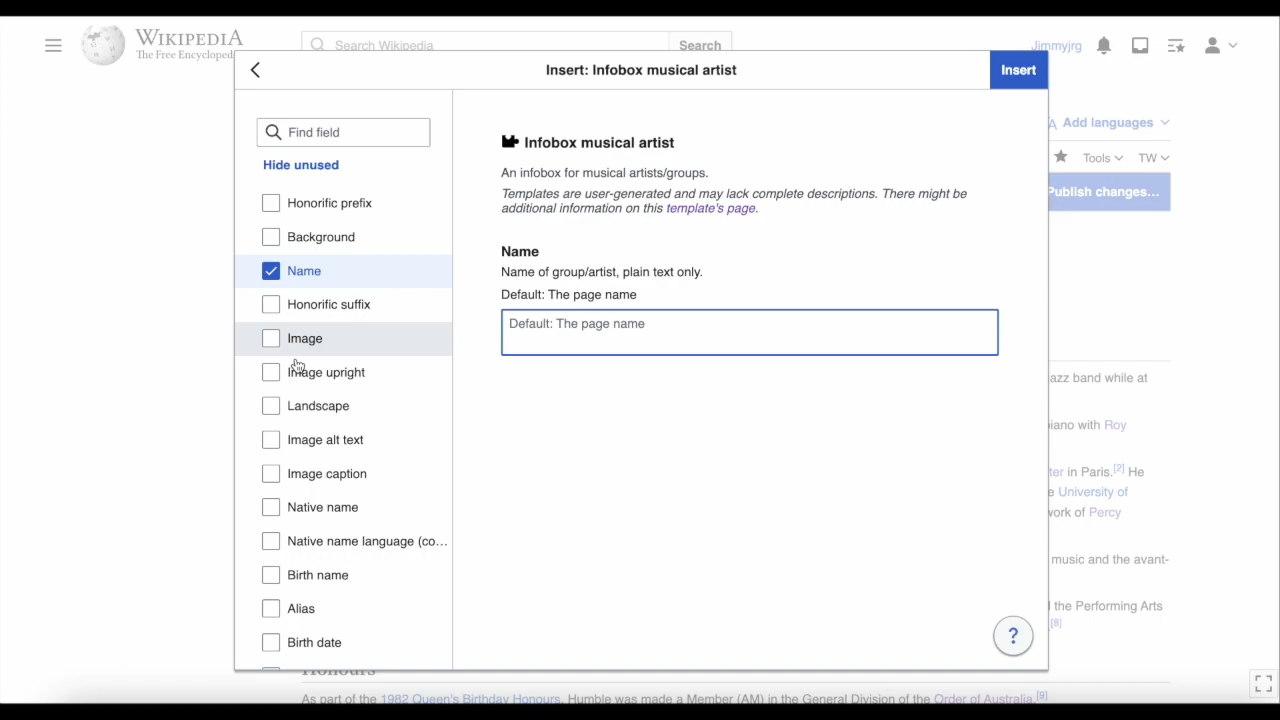 WIKIPEDIA
The Free Encyclopedi
Search Wikipedia
Search
Jimmyjrg
Insert: Infobox musical artist
Insert
Find field
Hide unused
Honorific prefix
Background
Name
Honorific suffix
Image
Image upright
Landscape
Image alt text
Image caption
Native name
Native name language (co...
Birth name
Alias
Birth date
Infobox musical artist
An infobox for musical artists/groups.
Templates are user-generated and may lack complete descriptions. There might be
additional information on this template's page.
Name
Name of group/artist, plain text only.
Default: The page name
Default: The page name
?
Add languages
Tools TW
Publish changes...
azz band while at
iano with Roy
ter in Paris.[2] He
e University of
vork of Percy
music and the avant-
the Performing Arts
[8]
Honours
As part of the 1982 Queen's Birthday Honours, Humble was made a Member (AM) in the General Division of the Order of Australia.[9]